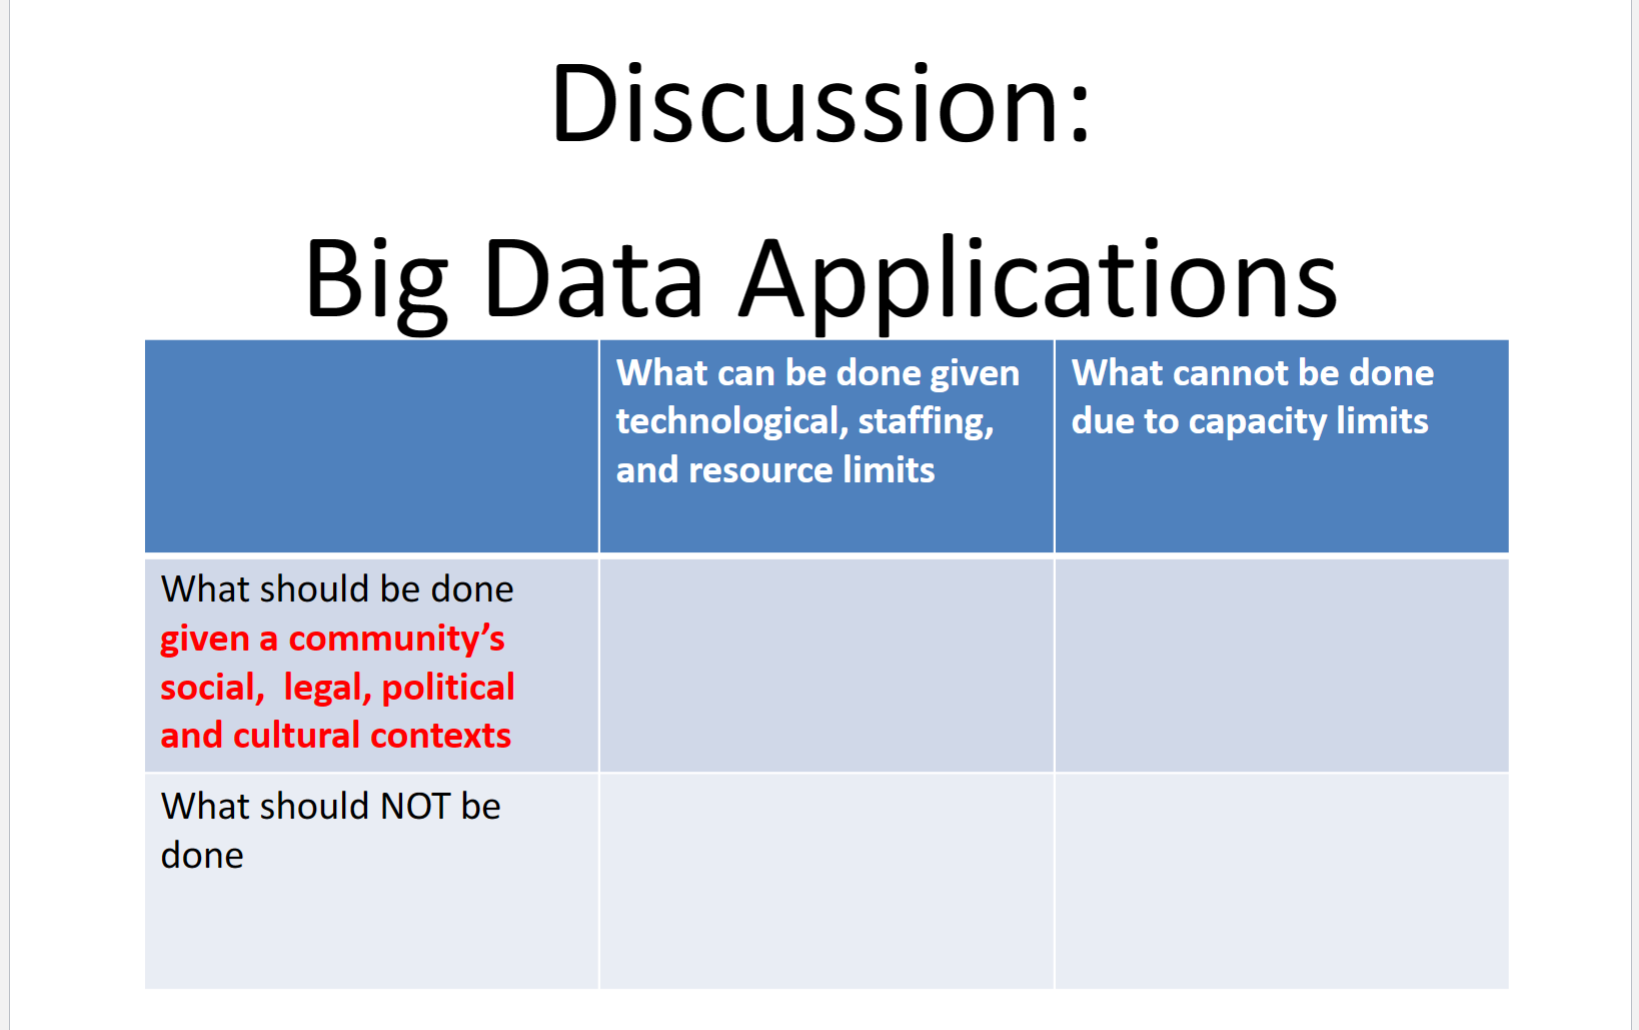 Discussion:
Big Data Applications
What can be done given
technological, staffing,
and resource limits
What cannot be done
due to capacity limits
What should be done
given a community’s
social,  legal, political
and cultural contexts
What should NOT be
done